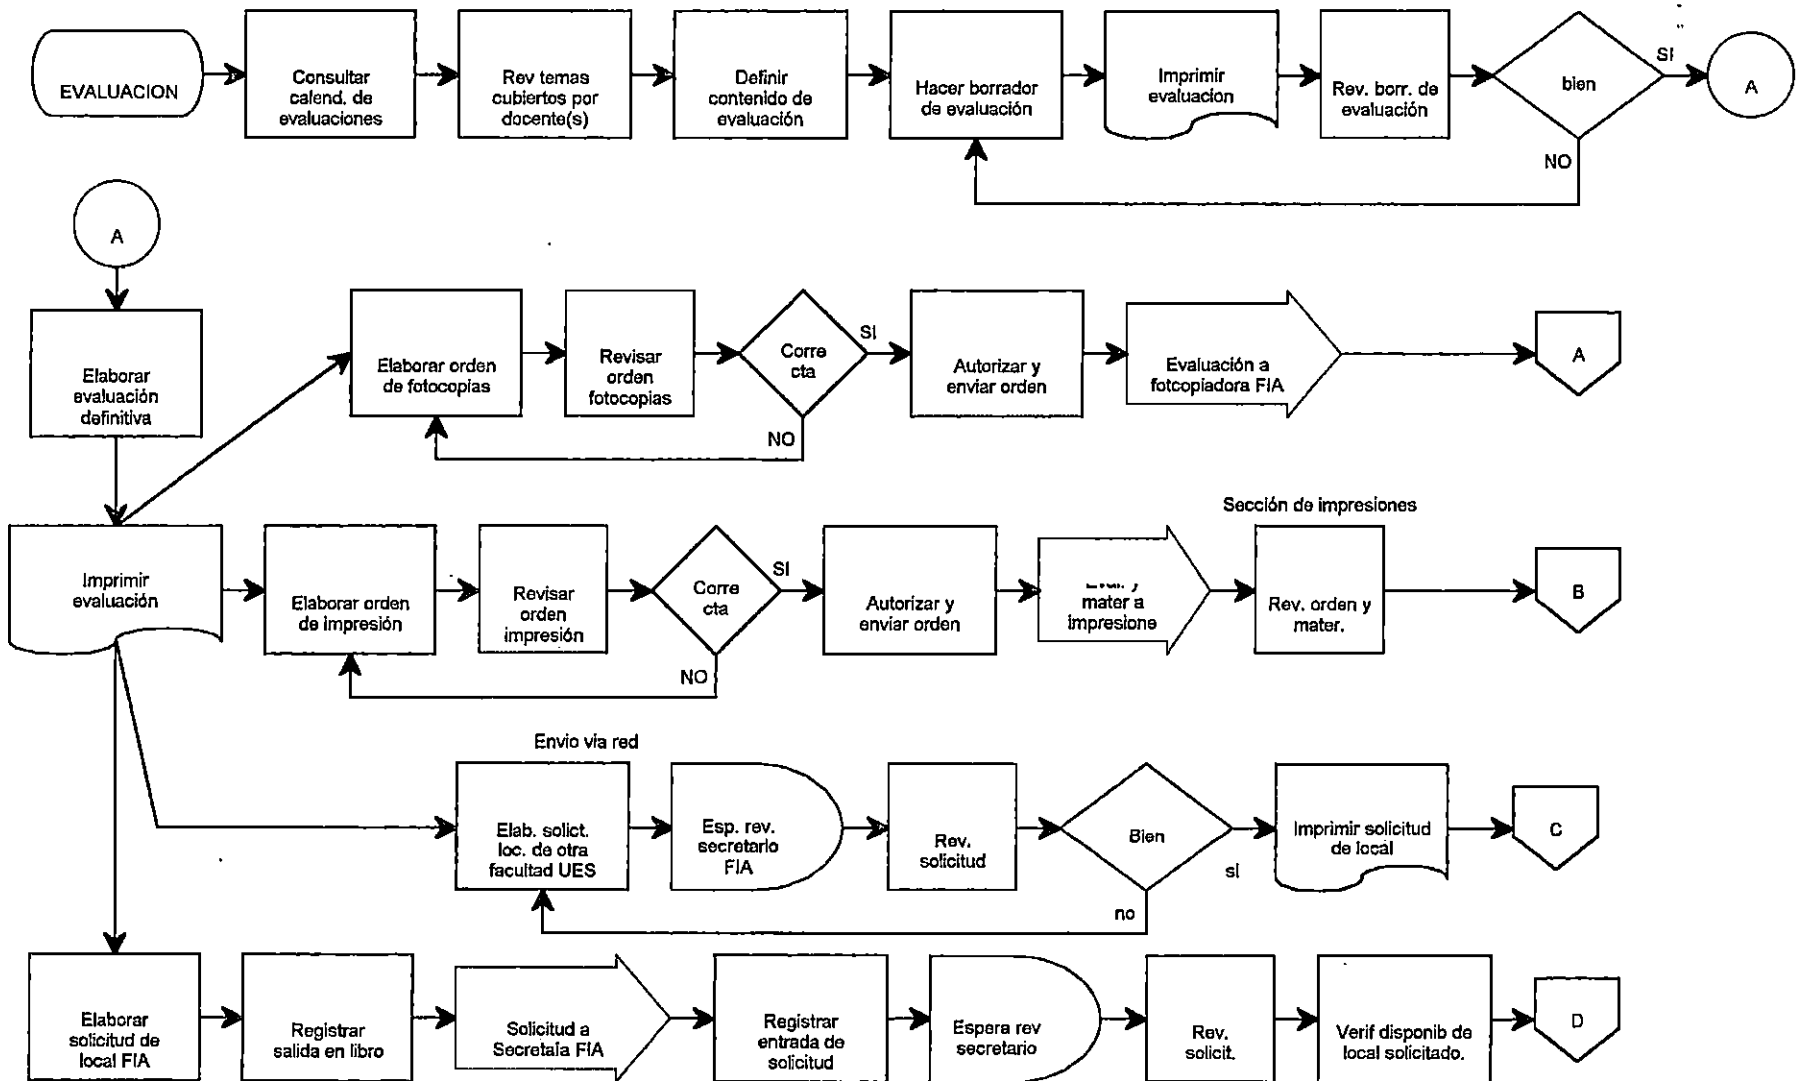 EVALUACION
Consultar
calend. de
evaluaciones
Rev temas
cubiertos por
docente(s)
Definir
contenido de
evaluación
Hacer borrador
de evaluación
Imprimir
evaluacion
Rev. borr. de
evaluación
bien
SI
A
NO
A
Elaborar
evaluación
definitiva
Elaborar orden
de fotocopias
Revisar
orden
fotocopias
Corre
cta
SI
NO
Autorizar y
enviar orden
Evaluación a
fotcopiadora FIA
A
Imprimir
evaluación
Elaborar orden
de impresión
Revisar
orden
impresión
Corre
cta
SI
NO
Autorizar y
enviar orden
y
mater a
impresione
Sección de impresiones
Rev. orden y
mater.
B
Envio via red
Elab. solict.
loc. de otra
facultad UES
Esp. rev.
secretario
FIA
Rev.
solicitud
Bien
si
no
Imprimir solicitud
de local
C
Elaborar
solicitud de
local FIA
Registrar
salida en libro
Solicitud a
Secretaia FIA
Registrar
entrada de
solicitud
Espera rev
secretario
Rev.
solicit.
Verif disponib de
local solicitado.
D